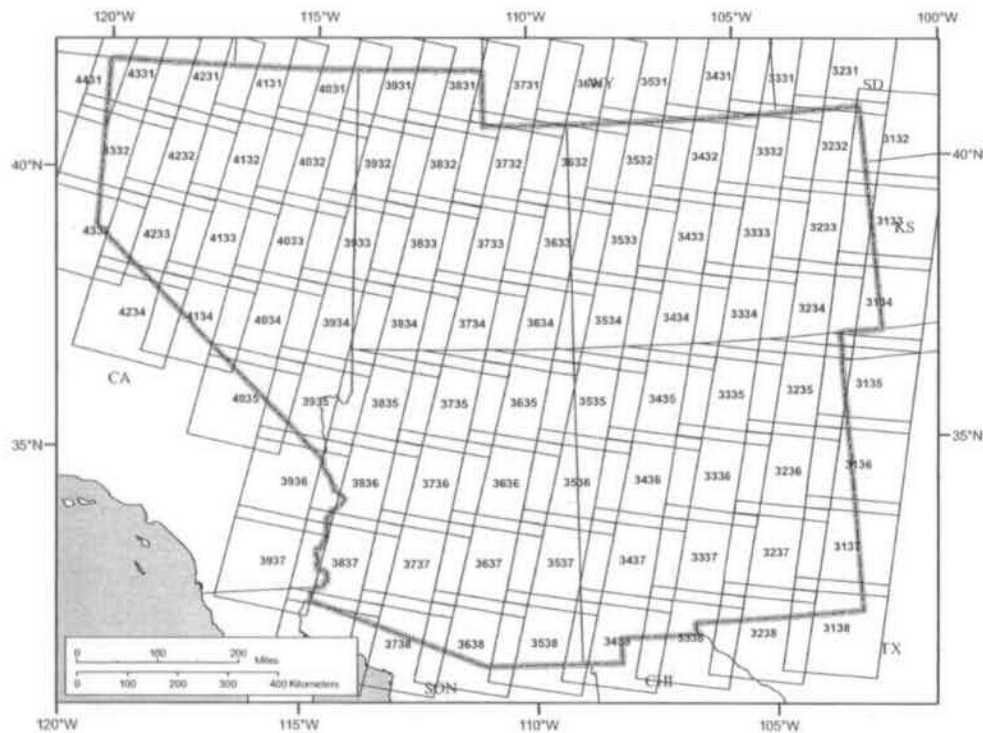 120°W 115°W 110°W 105°W 100°W
4431 4331 4231 4131 4031 3931 3831 3731 WY 3531 3431 3331 3231 SD
40°N 4332 4232 4132 4032 3932 3832 3732 3632 3532 3432 3332 3232 3132 40°N
4233 4133 4033 3933 3833 3733 3633 3533 3433 3333 3233 3133 KS
4234 4134 4034 3934 3834 3734 3634 3534 3434 3334 3234 3134
CA
4035 3935 3835 3735 3635 3535 3435 3335 3235 3135
35°N 35°N
3936 3836 3736 3636 3536 3436 3336 3236 3136
3937 3837 3737 3637 3537 3437 3337 3237 3137
3738 3638 3538 3438 3338 3238 3138 TX
SON CHI
0 100 200 Miles
0 100 200 300 400 Kilometers
120°W 115°W 110°W 105°W